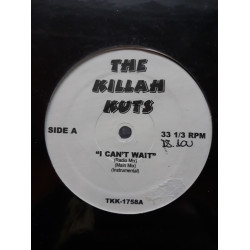 THE
KILLAH
KUTS
SIDE A
33 1/3 RPM
"I CAN'T WAIT"
(Radio Mix)
(Main Mix)
(Instrumental)
TKK-1758A